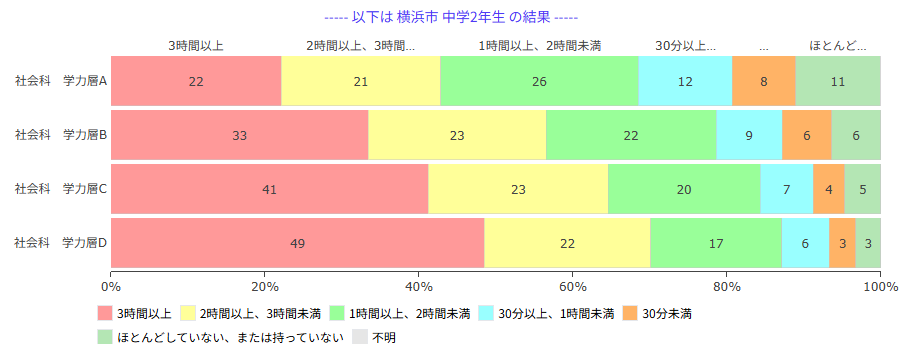 ----- 以下は 横浜市 中学2年生 の結果 -----
3時間以上 2時間以上、3時間... 1時間以上、2時間未満 30分以上... ... ほとんど...
社会科 学力層A 22 21 26 12 8 11
社会科 学力層B 33 23 22 9 6 6
社会科 学力層C 41 23 20 7 4 5
社会科 学力層D 49 22 17 6 3 3
0% 20% 40% 60% 80% 100%
3時間以上 2時間以上、3時間未満 1時間以上、2時間未満 30分以上、1時間未満 30分未満
ほとんどしていない、または持っていない 不明